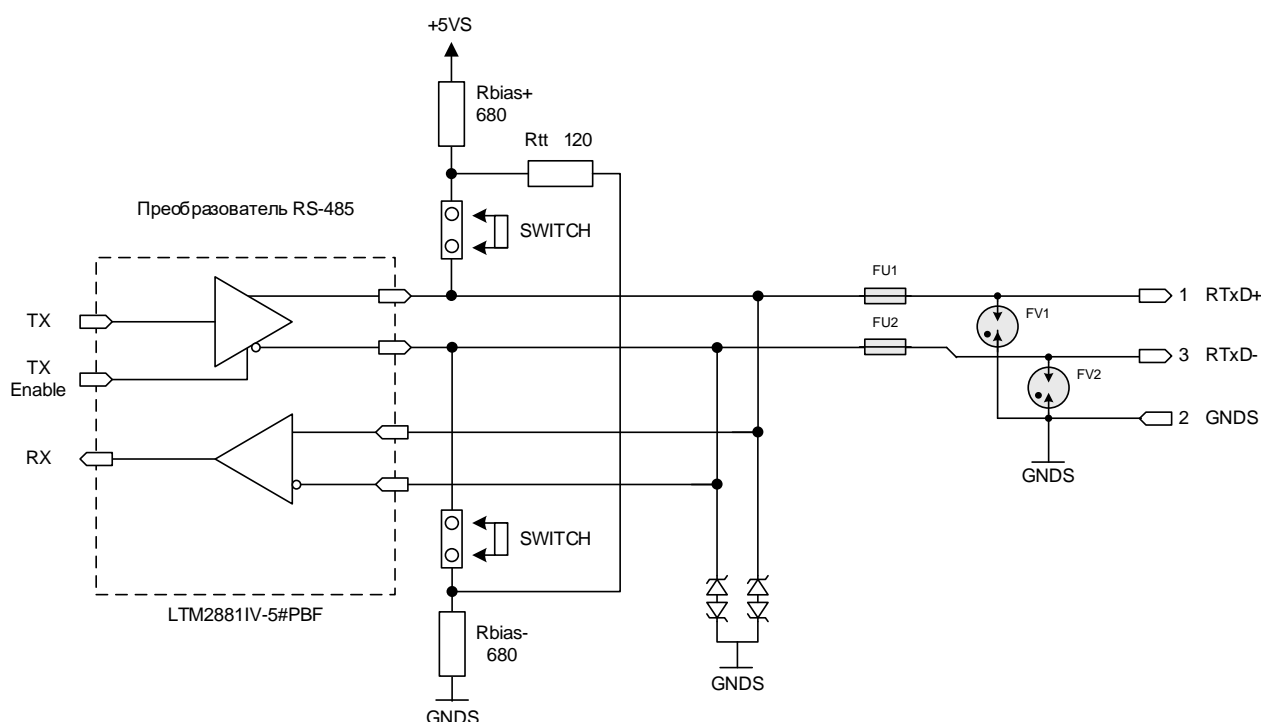 +5VS
Rbias+
680
Rtt 120
Преобразователь RS-485
SWITCH
FU1
1 RTxD+
FV1
TX
FU2
3 RTxD-
TX
Enable
FV2
2 GNDS
RX
GNDS
SWITCH
LTM2881IV-5#PBF
Rbias-
680
GNDS
GNDS